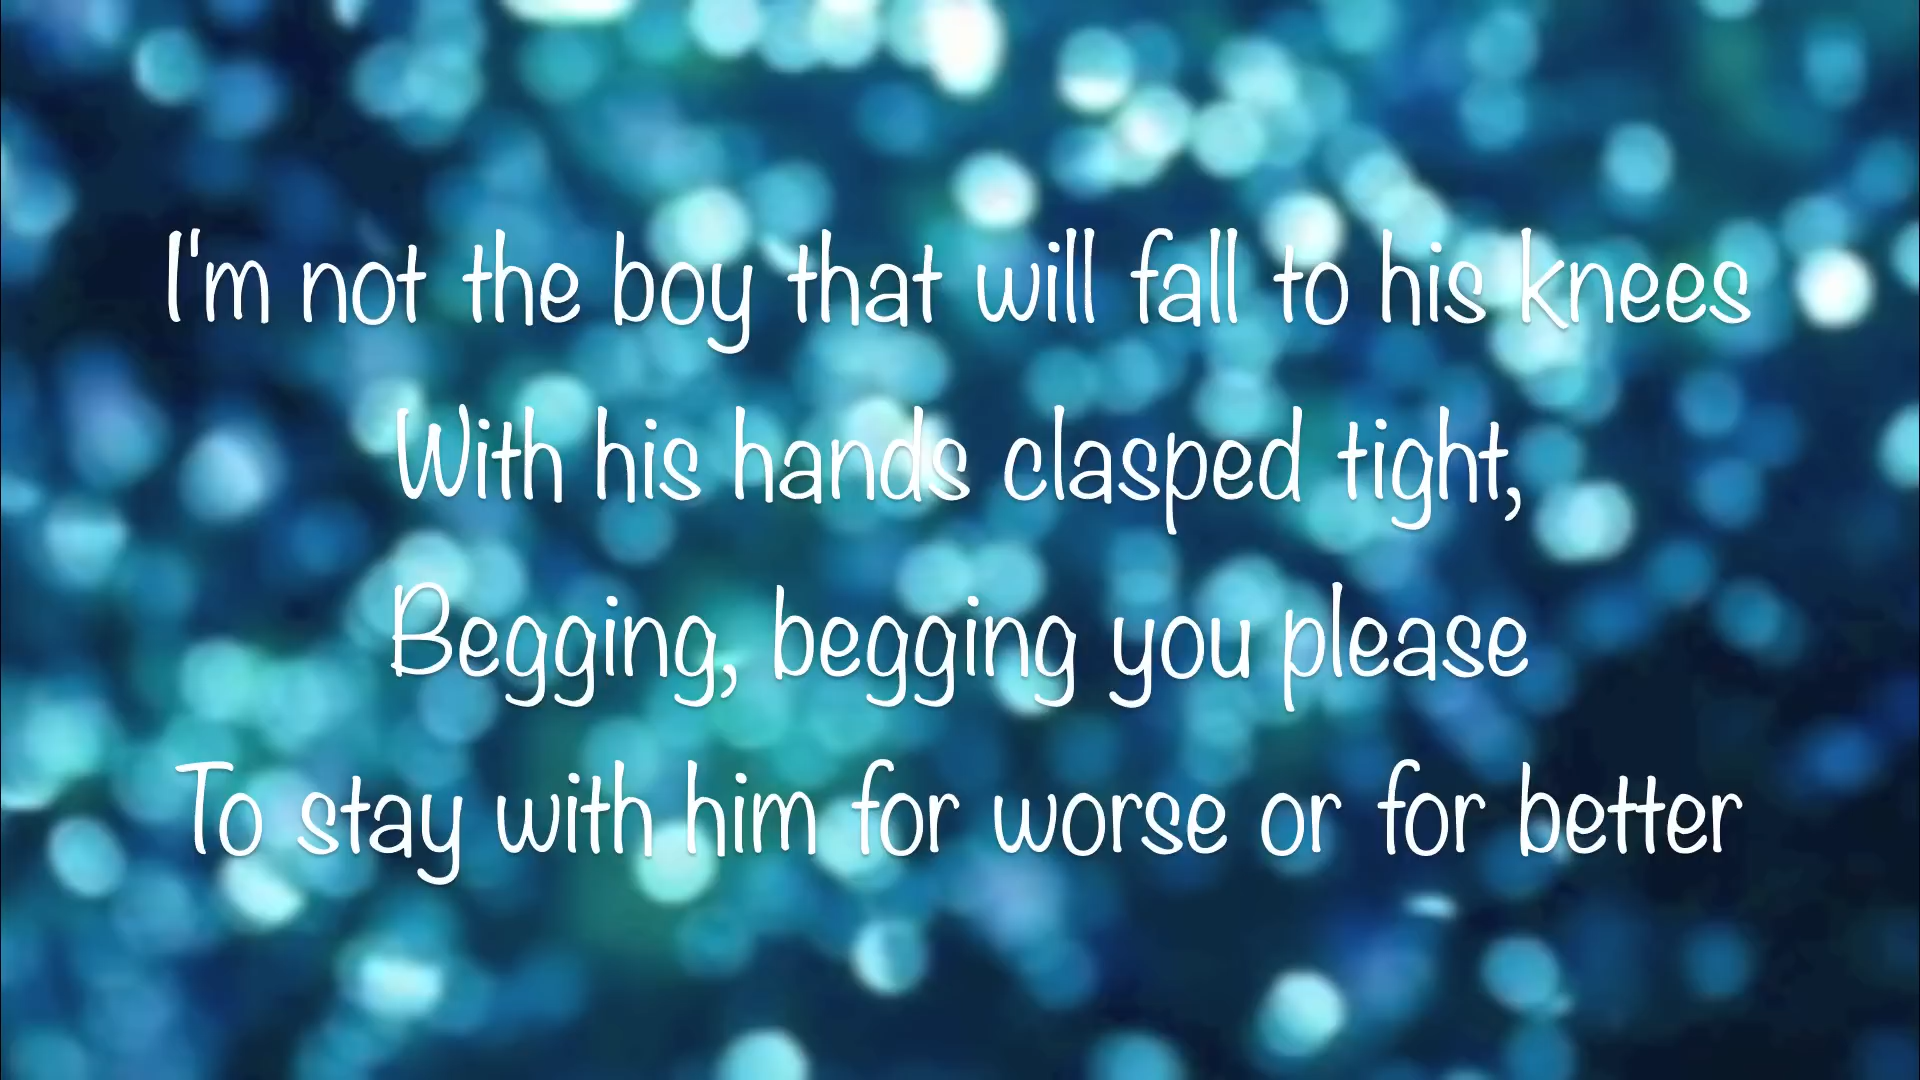 I'm not the boy that will fall to his knees
With his hands clasped tight,
Begging, begging you please
To stay with him for worse or for better